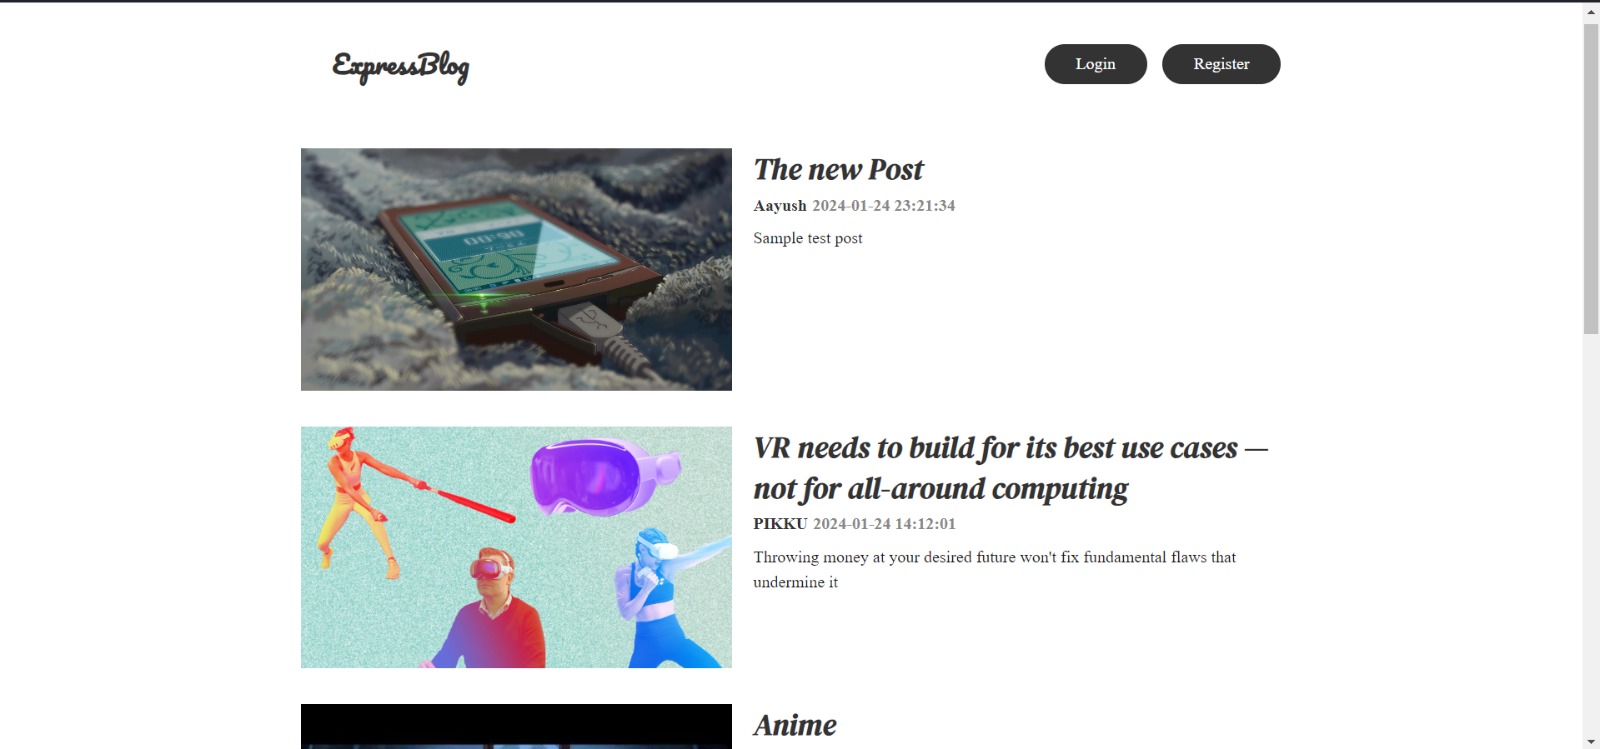 ExpressBlog
Login
Register
The new Post
Aayush 2024-01-24 23:21:34
Sample test post
VR needs to build for its best use cases —
not for all-around computing
PIKKU 2024-01-24 14:12:01
Throwing money at your desired future won't fix fundamental flaws that
undermine it
Anime